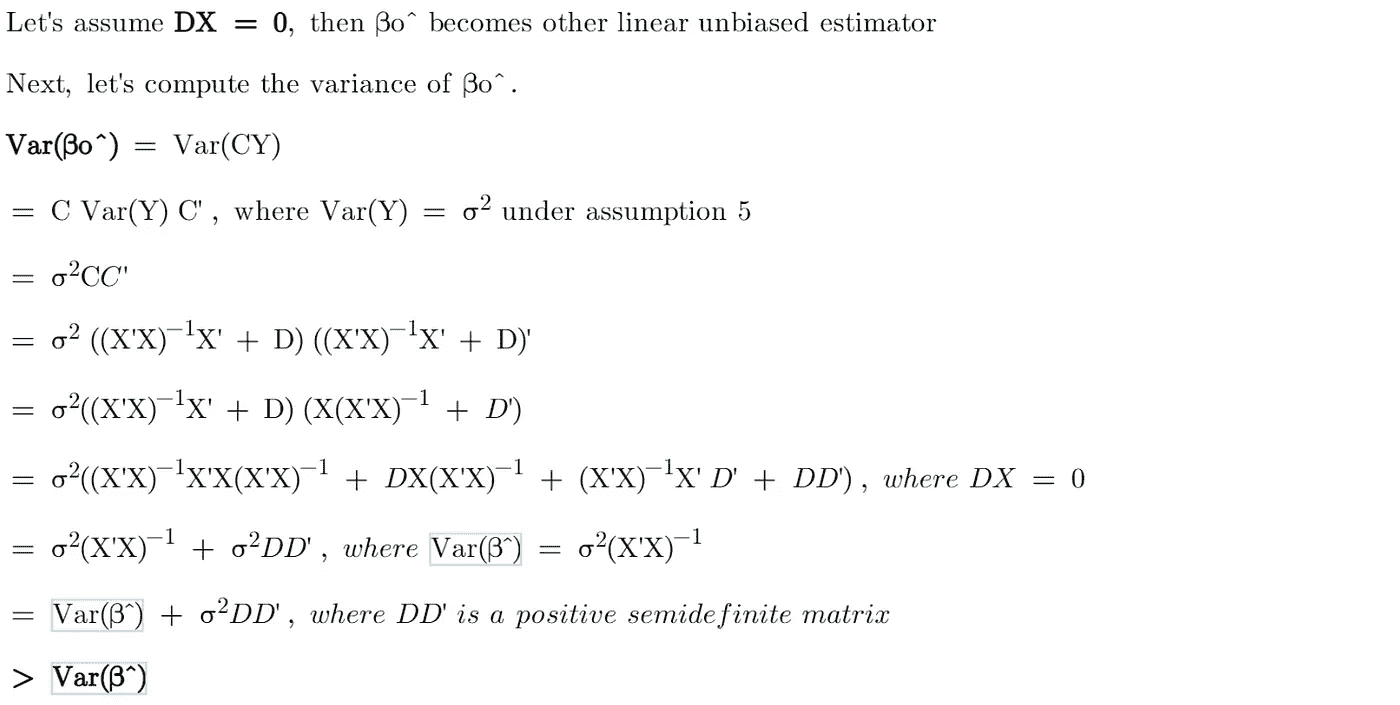 Let's assume DX = 0, then βo^ becomes other linear unbiased estimator
Next, let's compute the variance of βo^.
Var(βo^) = Var(CY)
= C Var(Y) C' , where Var(Y) = σ² under assumption 5
= σ²CC'
= σ² ((X'X)⁻¹X' + D) ((X'X)⁻¹X' + D)'
= σ²((X'X)⁻¹X' + D) (X(X'X)⁻¹ + D')
= σ²((X'X)⁻¹X'X(X'X)⁻¹ + DX(X'X)⁻¹ + (X'X)⁻¹X' D' + DD') , where DX = 0
= σ²(X'X)⁻¹ + σ²DD' , where Var(β^) = σ²(X'X)⁻¹
= Var(β^) + σ²DD' , where DD' is a positive semidefinite matrix
> Var(β^)